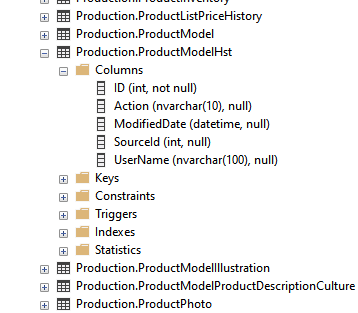 Production.ProductListPriceHistory
Production.ProductModel
Production.ProductModelHst
Columns
ID (int, not null)
Action (nvarchar(10), null)
ModifiedDate (datetime, null)
SourceId (int, null)
UserName (nvarchar(100), null)
Keys
Constraints
Triggers
Indexes
Statistics
Production.ProductModelIllustration
Production.ProductModelProductDescriptionCulture
Production.ProductPhoto